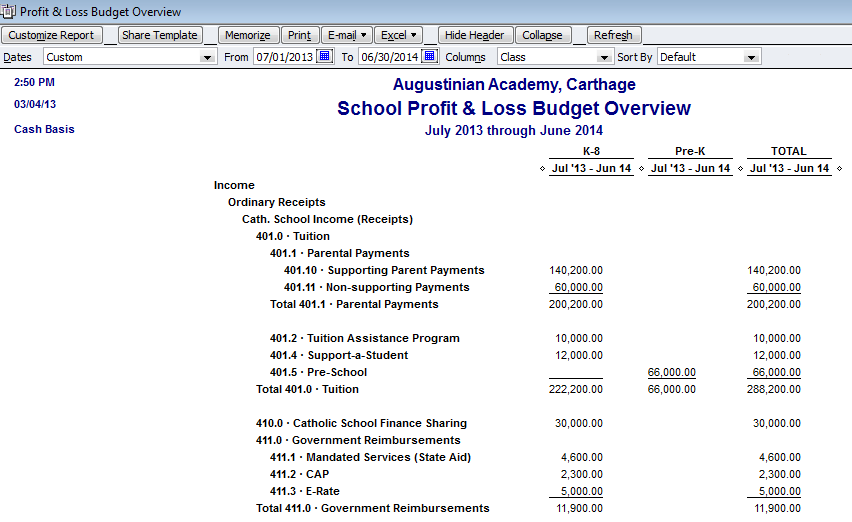 Profit & Loss Budget Overview
Customize Report Share Template Memorize Print E-mail Excel Hide Header Collapse Refresh
Dates Custom From 07/01/2013 To 06/30/2014 Columns Class Sort By Default
2:50 PM Augustinian Academy, Carthage
03/04/13 School Profit & Loss Budget Overview
Cash Basis July 2013 through June 2014
K-8 Pre-K TOTAL
Jul '13 - Jun 14 Jul '13 - Jun 14 Jul '13 - Jun 14
Income
Ordinary Receipts
Cath. School Income (Receipts)
401.0 · Tuition
401.1 · Parental Payments
401.10 · Supporting Parent Payments 140,200.00 140,200.00
401.11 · Non-supporting Payments 60,000.00 60,000.00
Total 401.1 · Parental Payments 200,200.00 200,200.00
401.2 · Tuition Assistance Program 10,000.00 10,000.00
401.4 · Support-a-Student 12,000.00 12,000.00
401.5 · Pre-School 66,000.00 66,000.00
Total 401.0 · Tuition 222,200.00 66,000.00 288,200.00
410.0 · Catholic School Finance Sharing 30,000.00 30,000.00
411.0 · Government Reimbursements
411.1 · Mandated Services (State Aid) 4,600.00 4,600.00
411.2 · CAP 2,300.00 2,300.00
411.3 · E-Rate 5,000.00 5,000.00
Total 411.0 · Government Reimbursements 11,900.00 11,900.00